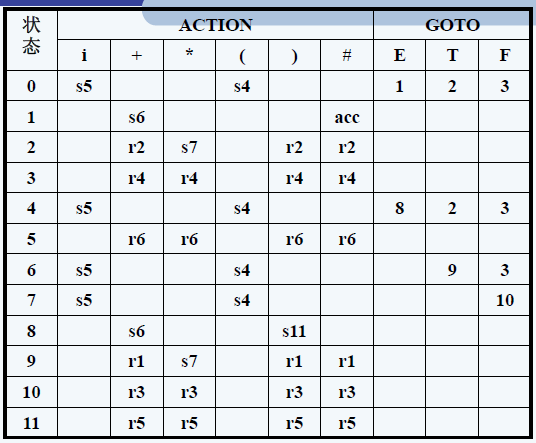 状态 ACTION GOTO
i + * ( ) # E T F
0 s5 s4 1 2 3
1 s6 acc
2 r2 s7 r2 r2
3 r4 r4 r4 r4
4 s5 s4 8 2 3
5 r6 r6 r6 r6
6 s5 s4 9 3
7 s5 s4 10
8 s6 s11
9 r1 s7 r1 r1
10 r3 r3 r3 r3
11 r5 r5 r5 r5